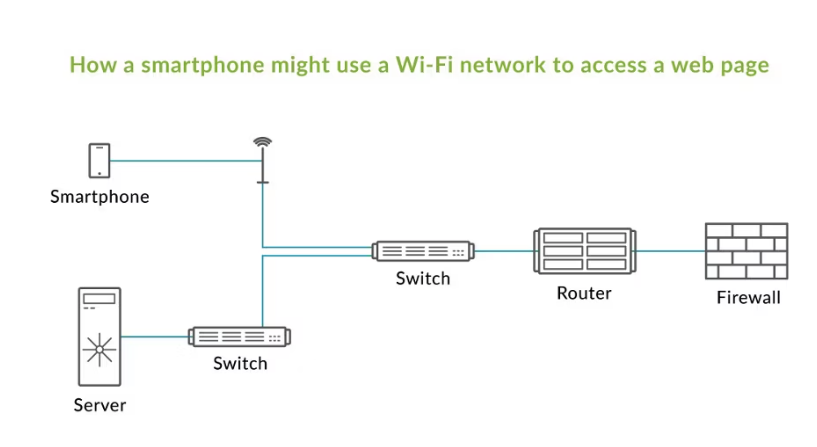 How a smartphone might use a Wi-Fi network to access a web page
Smartphone
Switch
Router
Firewall
Switch
Server